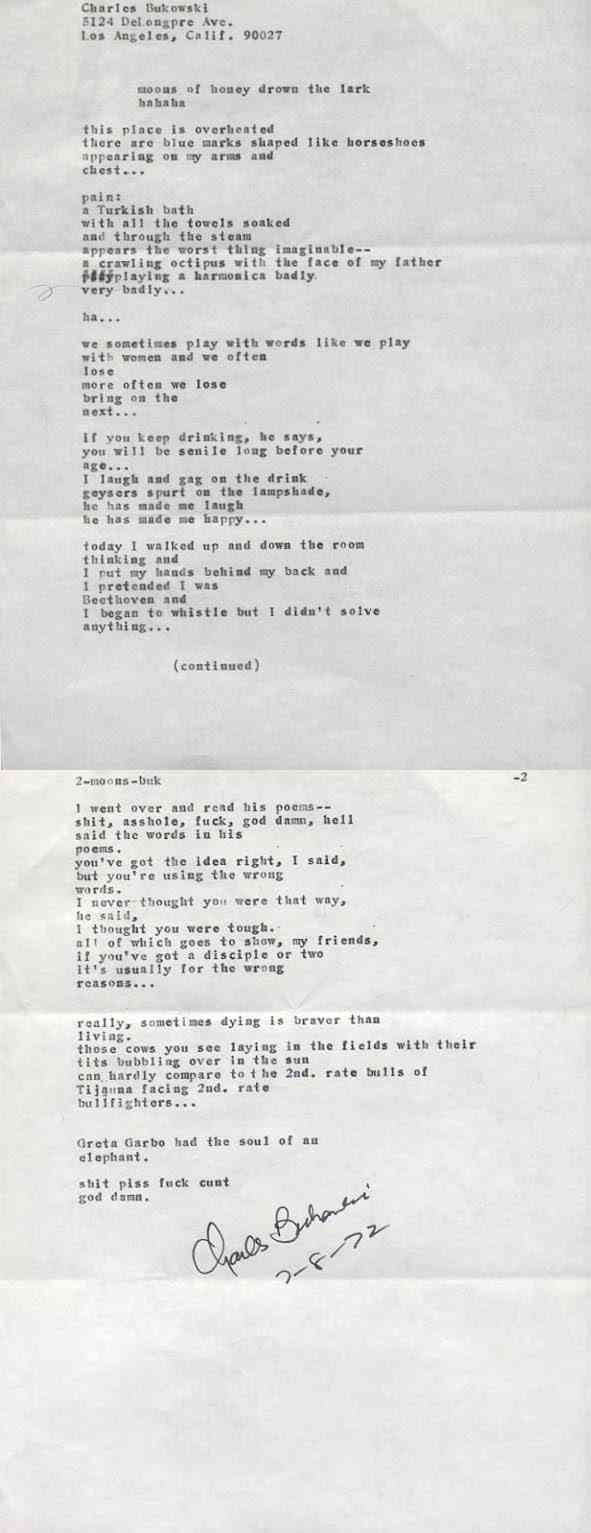 Charles Bukowski
5124 DeLongpre Ave.
Los Angeles, Calif. 90027
moons of honey drown the lark
hahaha
this place is overheated
there are blue marks shaped like horseshoes
appearing on my arms and
chest...
pain:
a Turkish bath
with all the towels soaked
and through the steam
appears the worst thing imaginable--
a crawling octipus with the face of my father
playing a harmonica badly
very badly...
ha...
we sometimes play with words like we play
with women and we often
lose
more often we lose
bring on the
next...
if you keep drinking, he says,
you will be senile long before your
age...
I laugh and gag on the drink
geysers spurt on the lampshade,
he has made me laugh
he has made me happy...
today I walked up and down the room
thinking and
I put my hands behind my back and
I pretended I was
Beethoven and
I began to whistle but I didn't solve
anything...
(continued)
2-moons-buk -2
I went over and read his poems--
shit, asshole, fuck, god damn, hell
said the words in his
poems.
you've got the idea right, I said,
but you're using the wrong
words.
I never thought you were that way,
he said,
I thought you were tough.
all of which goes to show, my friends,
if you've got a disciple or two
it's usually for the wrong
reasons...
really, sometimes dying is braver than
living.
those cows you see laying in the fields with their
tits bubbling over in the sun
can hardly compare to the 2nd. rate bulls of
Tijauna facing 2nd. rate
bullfighters...
Greta Garbo had the soul of an
elephant.
shit piss fuck cunt
god damn.
Charles Bukowski
7-8-72